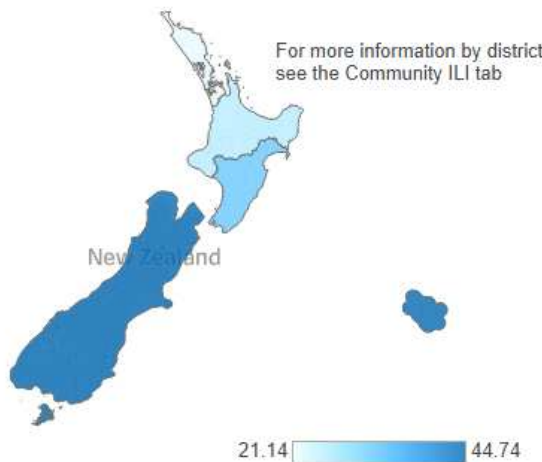 For more information by district
see the Community ILI tab
New Zealand
21.14
44.74